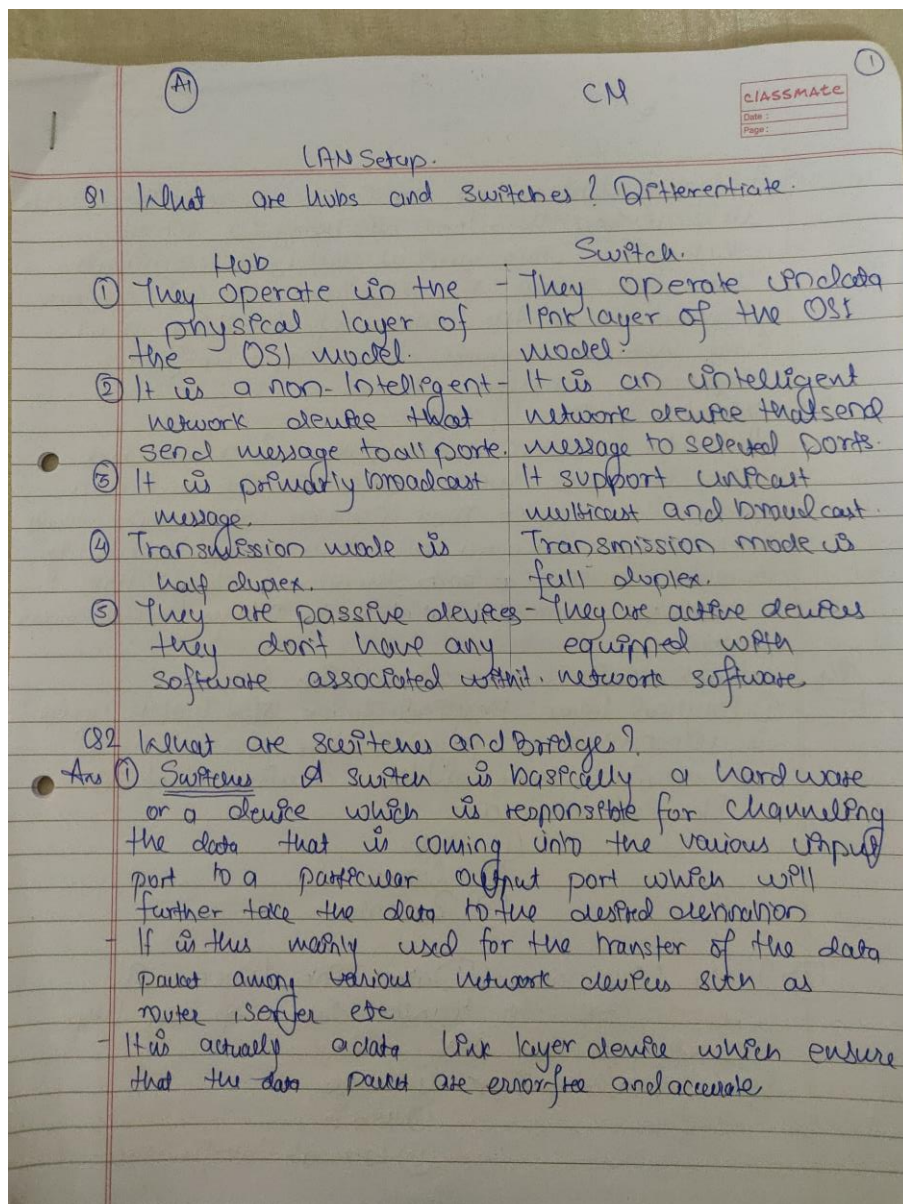 A1
CM
1
classmate
Date :
Page :
LAN Setup.
Q1 What are hubs and switches? Differentiate.
Hub Switch.
① They operate in the - They operate in data
physical layer of link layer of the OSI
the OSI model. model.
② It is a non-Intelligent - It is an intelligent
network device that network device that send
send message to all ports. message to selected ports.
③ It is primarily broadcast It support unicast
message. multicast and broadcast.
④ Transmission mode is Transmission mode is
half duplex. full duplex.
⑤ They are passive devices - They are active devices
they don't have any equipped with
software associated with it. network software
Q2 What are switches and Bridges?
Ans ① Switches A switch is basically a hardware
or a device which is responsible for channeling
the data that is coming into the various input
port to a particular output port which will
further take the data to the desired destination
- It is thus mainly used for the transfer of the data
packet among various network devices such as
router, server etc
- It is actually a data link layer device which ensure
that the data packet are error free and accurate